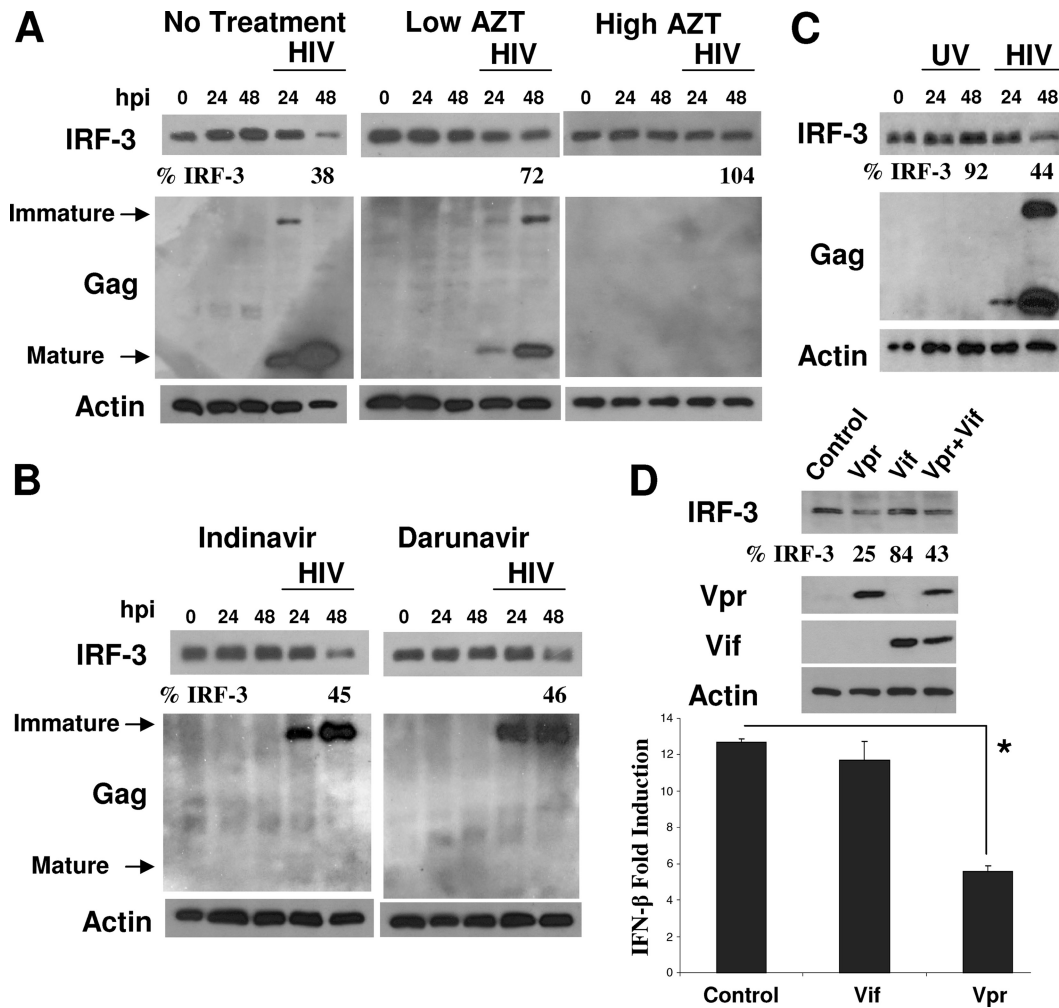 A
No Treatment Low AZT High AZT
HIV HIV HIV
hpi 0 24 48 24 48 0 24 48 24 48 0 24 48 24 48
IRF-3
% IRF-3 38 72 104
Immature
Gag
Mature
Actin
C
UV HIV
0 24 48 24 48
IRF-3
% IRF-3 92 44
Gag
Actin
B
Indinavir Darunavir
HIV HIV
hpi 0 24 48 24 48 0 24 48 24 48
IRF-3
% IRF-3 45 46
Immature
Gag
Mature
Actin
D
Control Vpr Vif Vpr+Vif
IRF-3
% IRF-3 25 84 43
Vpr
Vif
Actin
IFN-β Fold Induction
14
12
10
8
6
4
2
0
*
Control Vif Vpr